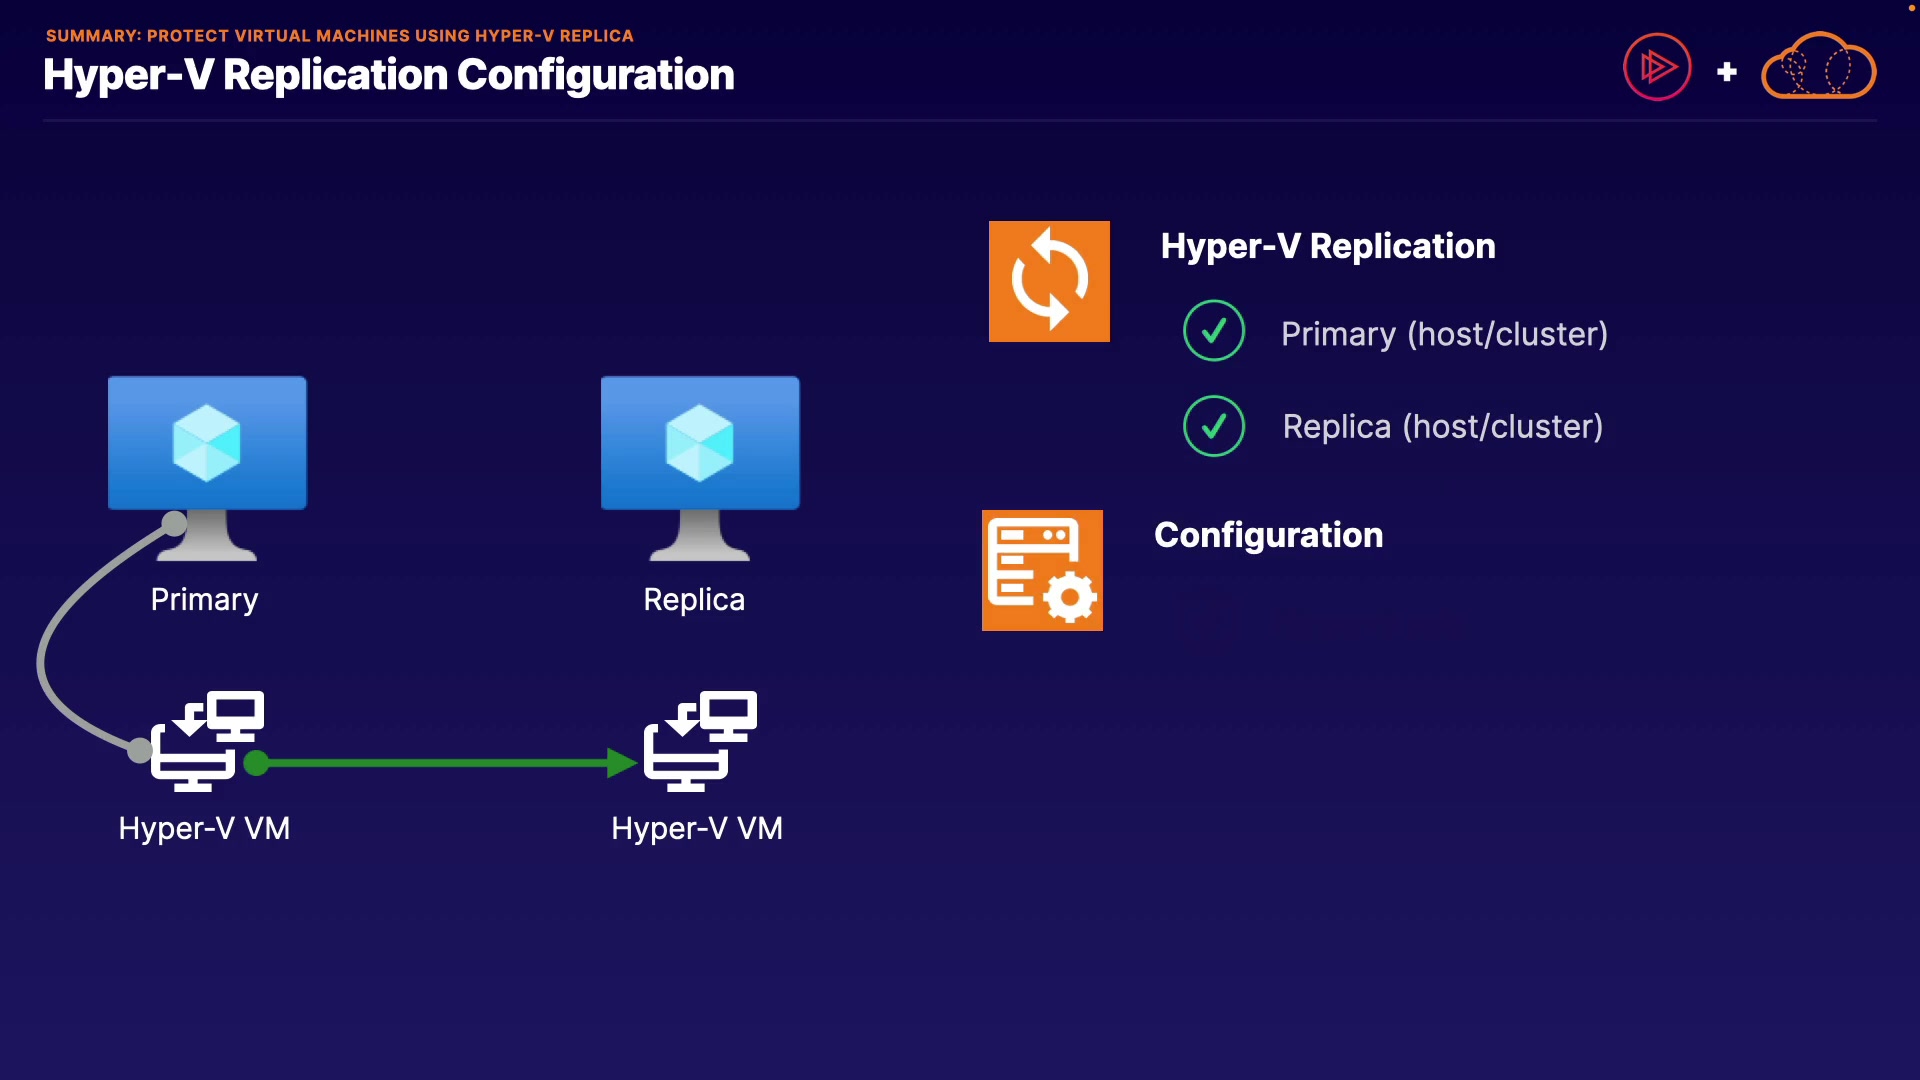 SUMMARY: PROTECT VIRTUAL MACHINES USING HYPER-V REPLICA
Hyper-V Replication Configuration
Primary
Replica
Hyper-V VM
Hyper-V VM
Hyper-V Replication
Primary (host/cluster)
Replica (host/cluster)
Configuration